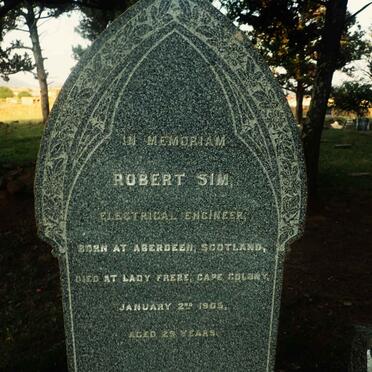 IN MEMORIAM
ROBERT SIM,
ELECTRICAL ENGINEER,
BORN AT ABERDEEN, SCOTLAND,
DIED AT LADY FRERE, CAPE COLONY,
JANUARY 2ND 1905,
AGED 29 YEARS.